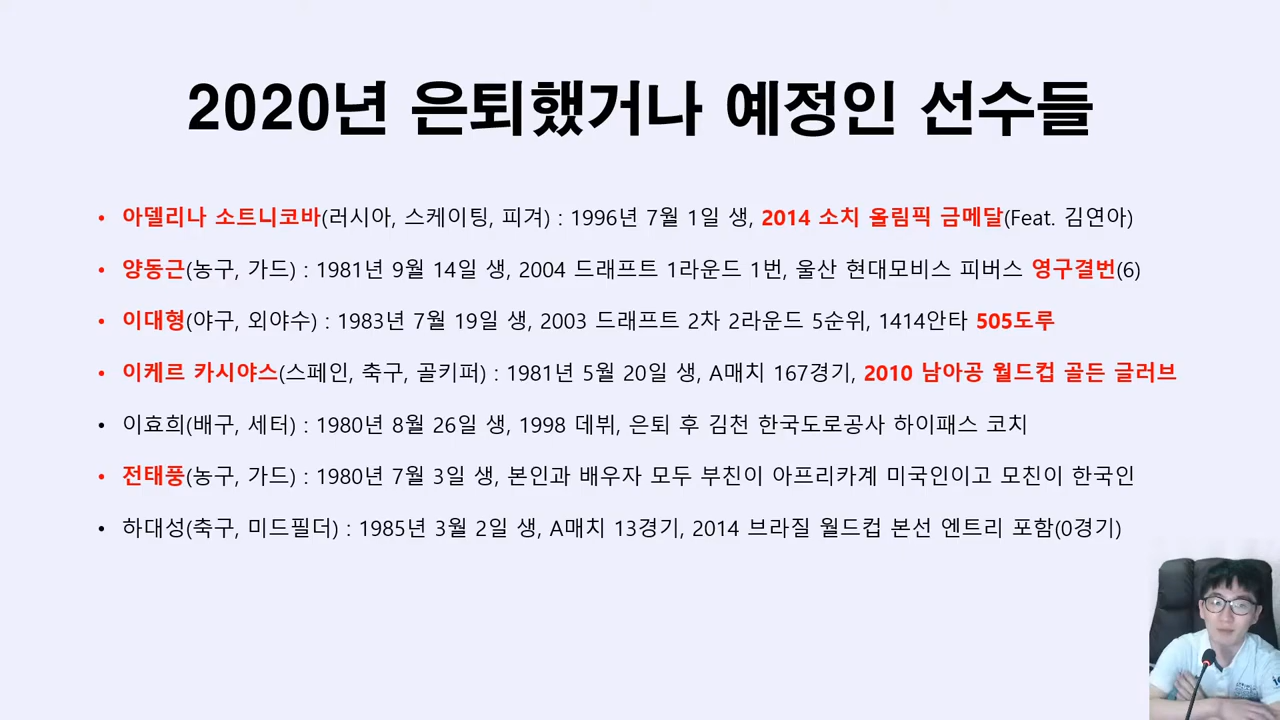 2020년 은퇴했거나 예정인 선수들
• 아델리나 소트니코바(러시아, 스케이팅, 피겨) : 1996년 7월 1일 생, 2014 소치 올림픽 금메달(Feat. 김연아)
• 양동근(농구, 가드) : 1981년 9월 14일 생, 2004 드래프트 1라운드 1번, 울산 현대모비스 피버스 영구결번(6)
• 이대형(야구, 외야수) : 1983년 7월 19일 생, 2003 드래프트 2차 2라운드 5순위, 1414안타 505도루
• 이케르 카시야스(스페인, 축구, 골키퍼) : 1981년 5월 20일 생, A매치 167경기, 2010 남아공 월드컵 골든 글러브
• 이효희(배구, 세터) : 1980년 8월 26일 생, 1998 데뷔, 은퇴 후 김천 한국도로공사 하이패스 코치
• 전태풍(농구, 가드) : 1980년 7월 3일 생, 본인과 배우자 모두 부친이 아프리카계 미국인이고 모친이 한국인
• 하대성(축구, 미드필더) : 1985년 3월 2일 생, A매치 13경기, 2014 브라질 월드컵 본선 엔트리 포함(0경기)